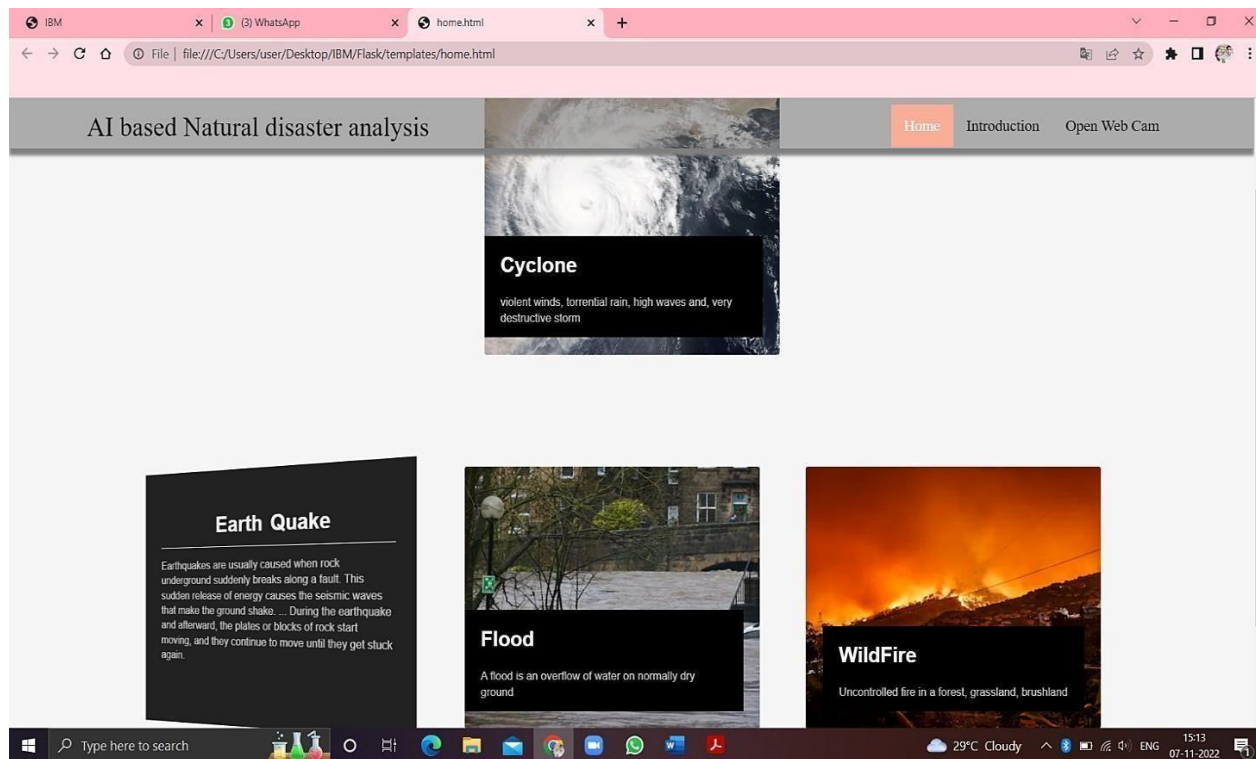 IBM
(3) WhatsApp
home.html
File | file:///C:/Users/user/Desktop/IBM/Flask/templates/home.html
AI based Natural disaster analysis
Home
Introduction
Open Web Cam
Cyclone
violent winds, torrential rain, high waves and, very
destructive storm
Earth Quake
Earthquakes are usually caused when rock
underground suddenly breaks along a fault. This
sudden release of energy causes the seismic waves
that make the ground shake. ... During the earthquake
and afterward, the plates or blocks of rock start
moving, and they continue to move until they get stuck
again.
Flood
A flood is an overflow of water on normally dry
ground
WildFire
Uncontrolled fire in a forest, grassland, brushland
Type here to search
29°C Cloudy
ENG
15:13
07-11-2022